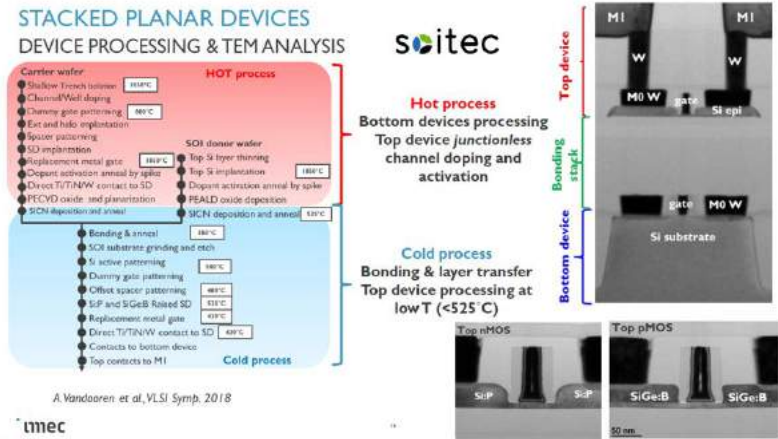 STACKED PLANAR DEVICES
DEVICE PROCESSING & TEM ANALYSIS
soitec
HOT process
Carrier wafer
Shallow Trench Isolation
Channel/Well doping
Dummy gate patterning
Ext and halo implantation
Spacer patterning
SD implantation
Replacement metal gate
Dopant activation anneal by spike
Direct Ti/TiN/W contact to SD
PECVD oxide and planarization
SiCN deposition and anneal
SOI donor wafer
Top Si layer thinning
Top Si implantation
Dopant activation anneal by spike
PEALD oxide deposition
SiCN deposition and anneal
525°C
Bonding & anneal
SOI substrate grinding and etch
Si active patterning
Dummy gate patterning
Offset spacer patterning
Si:P and SiGe:B Raised SD
Replacement metal gate
Direct Ti/TiN/W contact to SD
Contacts to bottom device
Top contacts to M1
Cold process
Hot process
Bottom devices processing
Top device junctionless
channel doping and
activation
Cold process
Bonding & layer transfer
Top device processing at
low T (<525°C)
Top device
Bonding
stack
Bottom device
M1
M1
W
W
M0 W
gate
Si epi
gate
M0 W
Si substrate
Top nMOS
Si:P
Si:P
Top pMOS
SiGe:B
SiGe:B
50 nm
A. Vandooren et al., VLSI Symp. 2018
imec